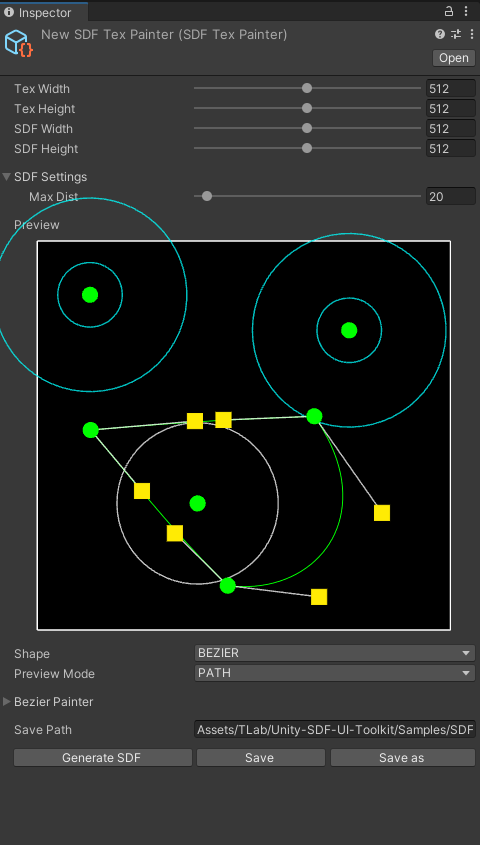 Inspector
New SDF Tex Painter (SDF Tex Painter)
Open
Tex Width 512
Tex Height 512
SDF Width 512
SDF Height 512
SDF Settings
Max Dist 20
Preview
Shape BEZIER
Preview Mode PATH
Bezier Painter
Save Path Assets/TLab/Unity-SDF-UI-Toolkit/Samples/SDF
Generate SDF Save Save as